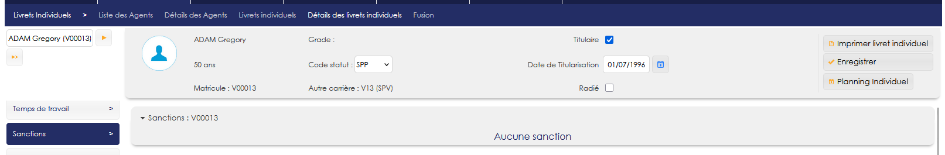 Livrets Individuels > Liste des Agents Détails des Agents Livrets individuels Détails des livrets individuels Fusion
ADAM Gregory (V00013)
ADAM Gregory Grade : Titulaire
50 ans Code statut : SPP Date de Titularisation 01/07/1996
Matricule : V00013 Autre carrière : V13 (SPV) Radié
Imprimer livret individuel
Enregistrer
Planning Individuel
Temps de travail >
Sanctions >
Sanctions : V00013
Aucune sanction